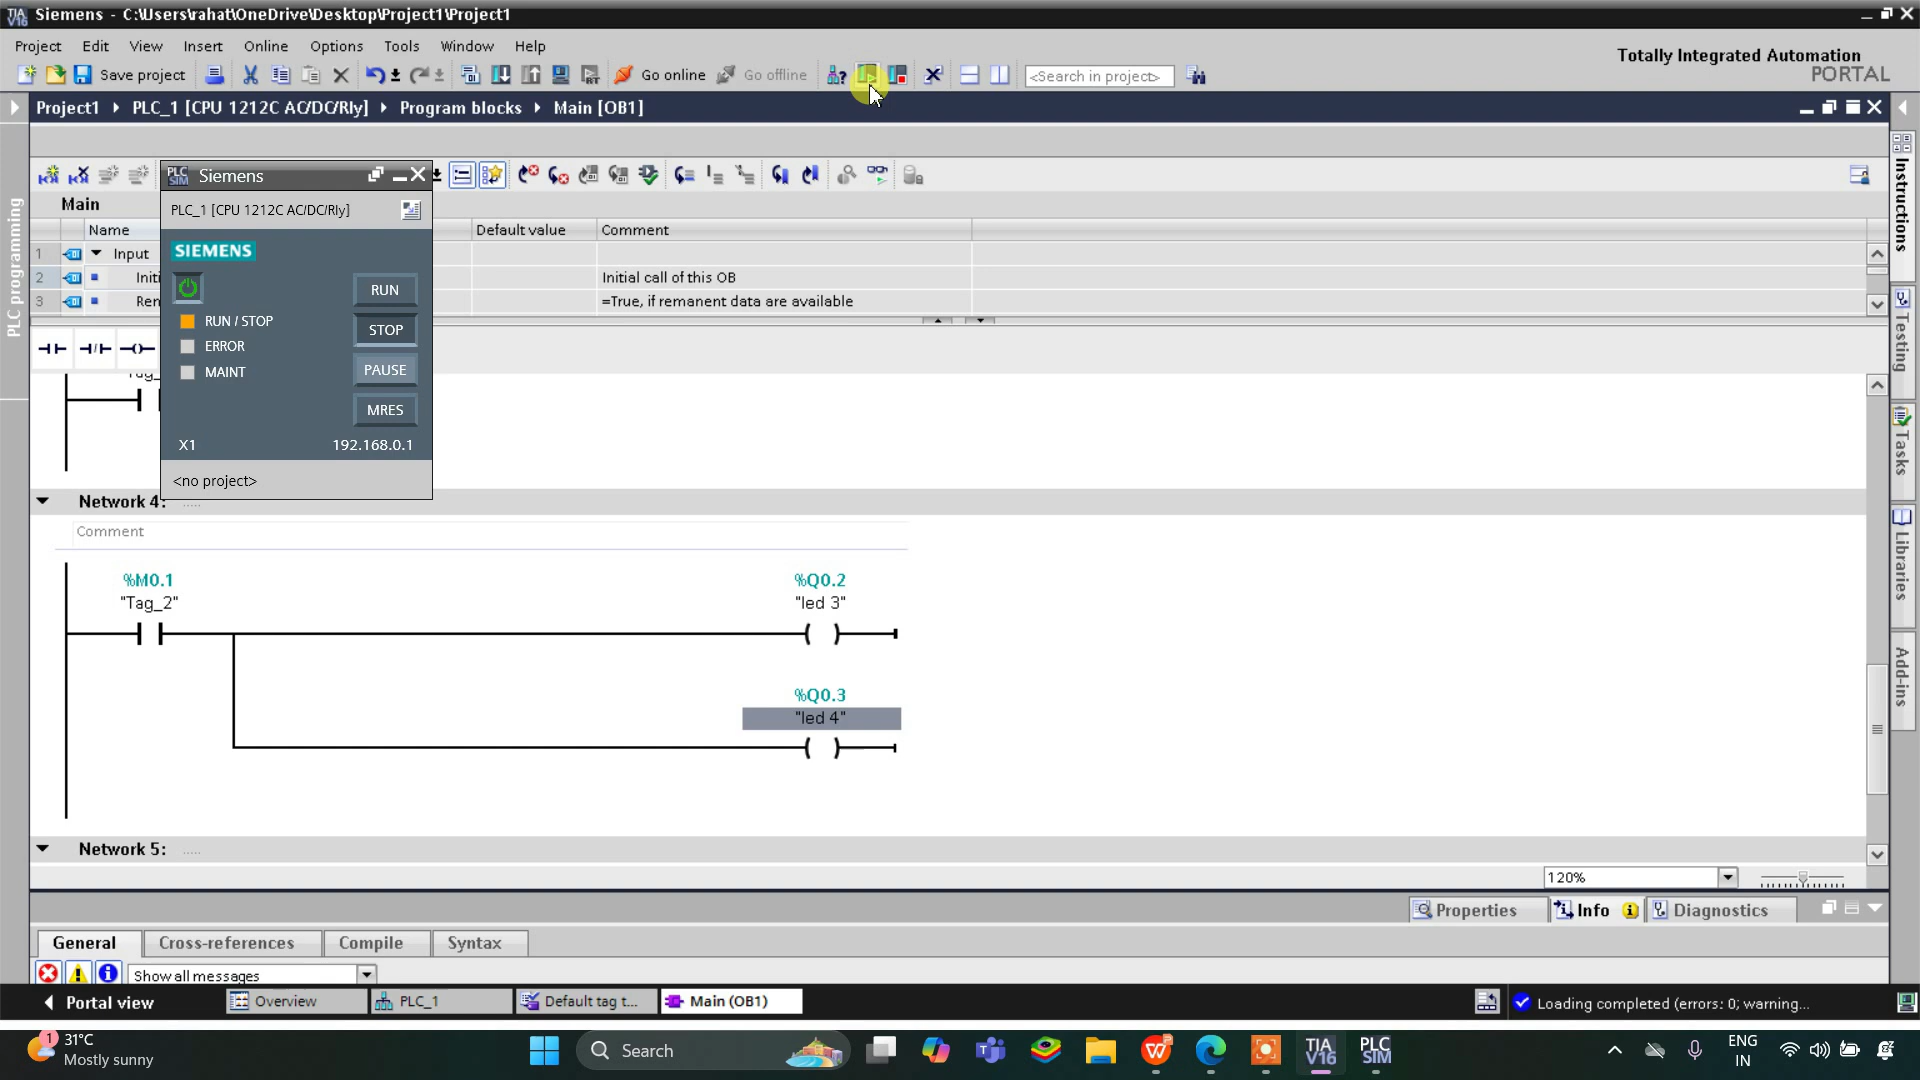 Siemens - C:\Users\rahat\OneDrive\Desktop\Project1\Project1
Project Edit View Insert Online Options Tools Window Help
Totally Integrated Automation
PORTAL
Save project Go online Go offline <Search in project>
Project1 PLC_1 [CPU 1212C AC/DC/Rly] Program blocks Main [OB1]
Siemens
PLC_1 [CPU 1212C AC/DC/Rly]
SIEMENS
RUN
RUN / STOP
STOP
ERROR
PAUSE
MAINT
MRES
X1 192.168.0.1
<no project>
Main
Name Default value Comment
1 Input
2 Initi Initial call of this OB
3 Ren =True, if remanent data are available
Network 4: .....
Comment
%M0.1
"Tag_2"
%Q0.2
"led 3"
%Q0.3
"led 4"
Network 5: .....
120%
Properties Info Diagnostics
General Cross-references Compile Syntax
Show all messages
Portal view Overview PLC_1 Default tag t... Main (OB1) Loading completed (errors: 0; warning...
PLC programming
Instructions
Testing
Tasks
Libraries
Add-ins
1 31°C
Mostly sunny
Search
TIA V16
PLC SIM
ENG
IN